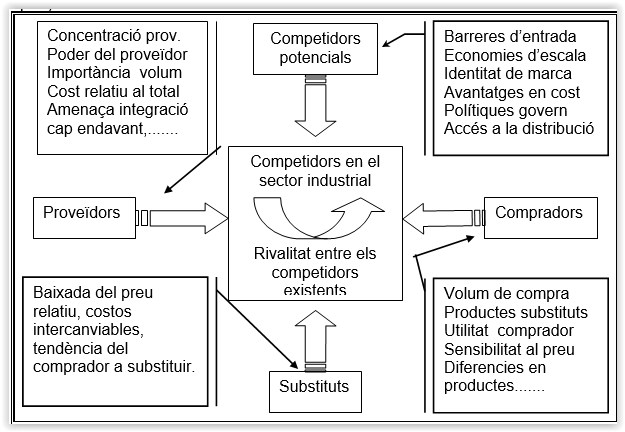 Concentració prov.
Poder del proveïdor
Importància volum
Cost relatiu al total
Amenaça integració
cap endavant,.......
Competidors
potencials
Barreres d'entrada
Economies d'escala
Identitat de marca
Avantatges en cost
Polítiques govern
Accés a la distribució
Competidors en el
sector industrial
Rivalitat entre els
competidors
existents
Proveïdors
Compradors
Baixada del preu
relatiu, costos
intercanviables,
tendència del
comprador a substituir.
Substituts
Volum de compra
Productes substituts
Utilitat comprador
Sensibilitat al preu
Diferencies en
productes.......